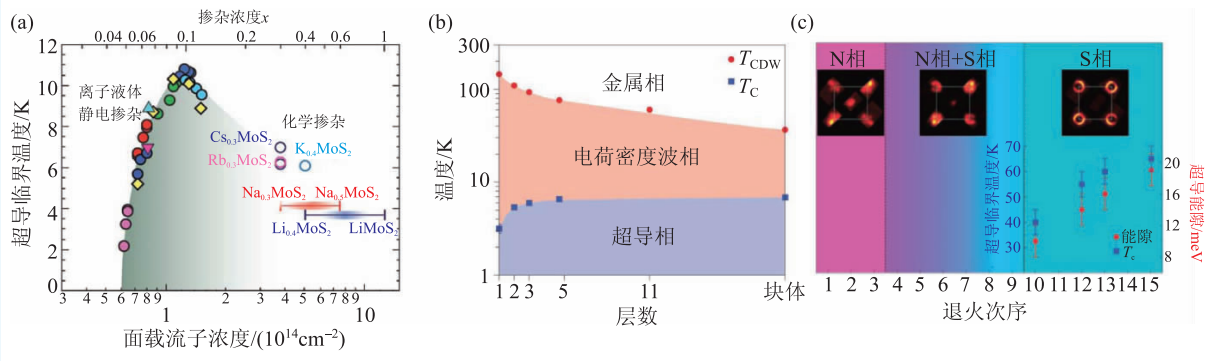 (a)
掺杂浓度x
0.04 0.06 0.1 0.3 0.4 0.6 1
12
10
8
6
4
2
0
超导临界温度/K
离子液体
静电掺杂
化学掺杂
Cs0.3MoS2
K0.4MoS2
Rb0.3MoS2
Na0.3MoS2 Na0.5MoS2
Li0.4MoS2 LiMoS2
3 4 5 6 7 8 9 2 3 4 5 6 7 8 9
1 10
面载流子浓度/(10¹⁴cm⁻²)
(b)
300
100
10
1
温度/K
金属相
TCDW
TC
电荷密度波相
超导相
1 2 3 5 11 块体
层数
(c)
N相 N相+S相 S相
70
60
50
40
30
超导临界温度/K
20
16
12
8
超导能隙/meV
能隙
Tc
1 2 3 4 5 6 7 8 9 10 11 12 13 14 15
退火次序